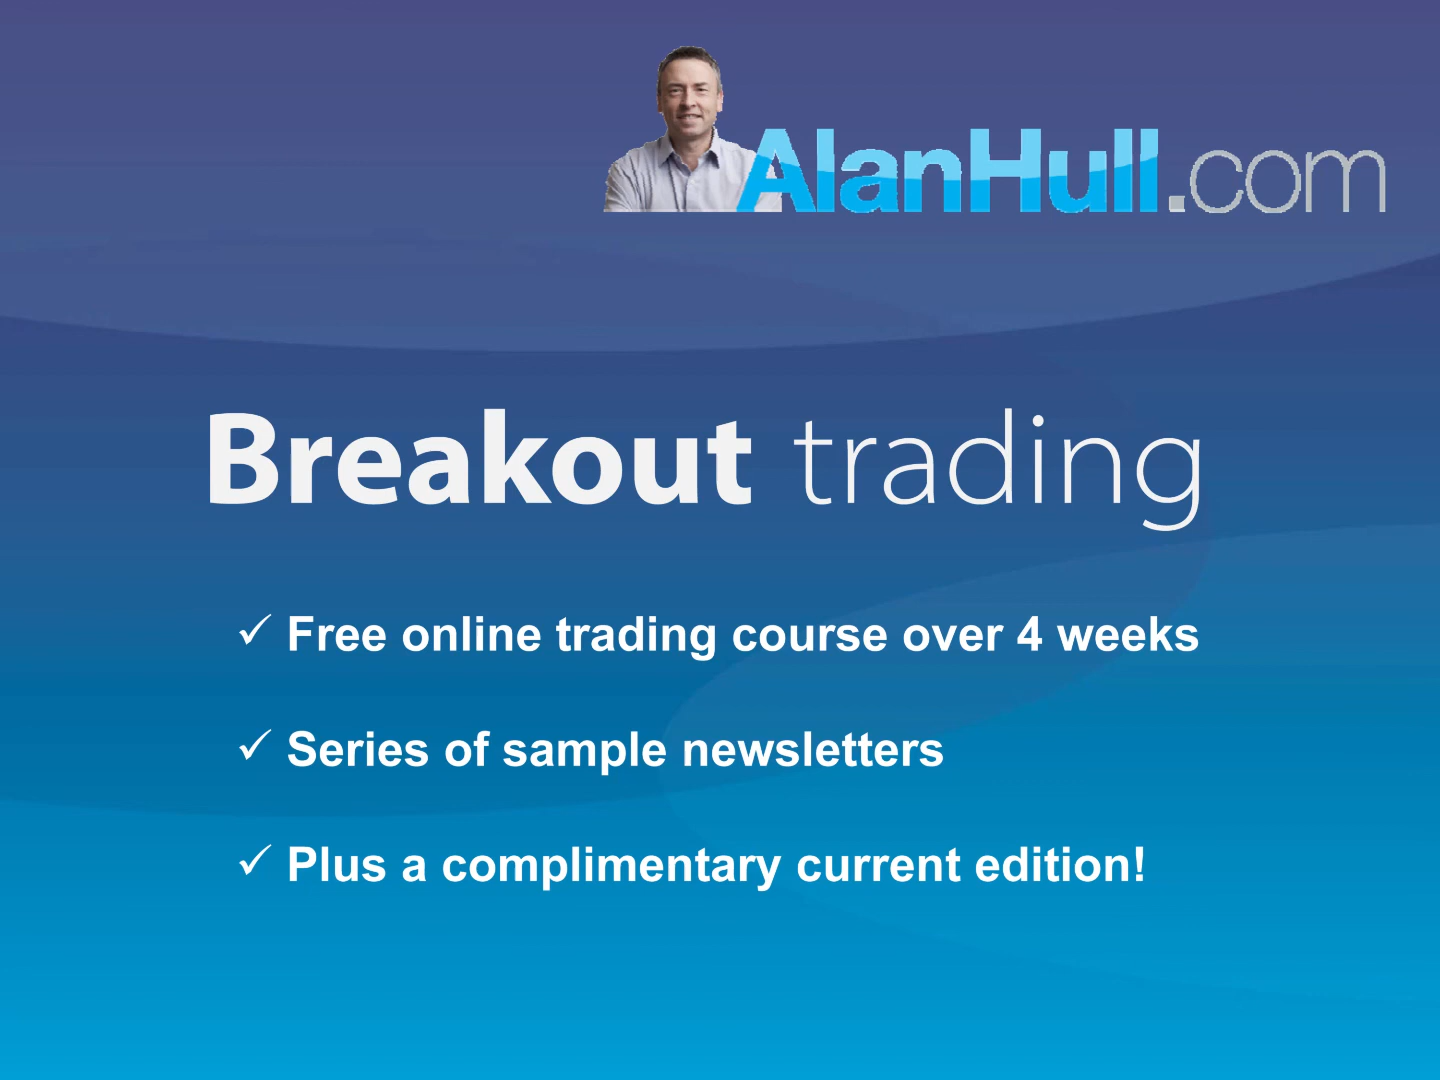 AlanHull.com
Breakout trading
✓ Free online trading course over 4 weeks
✓ Series of sample newsletters
✓ Plus a complimentary current edition!